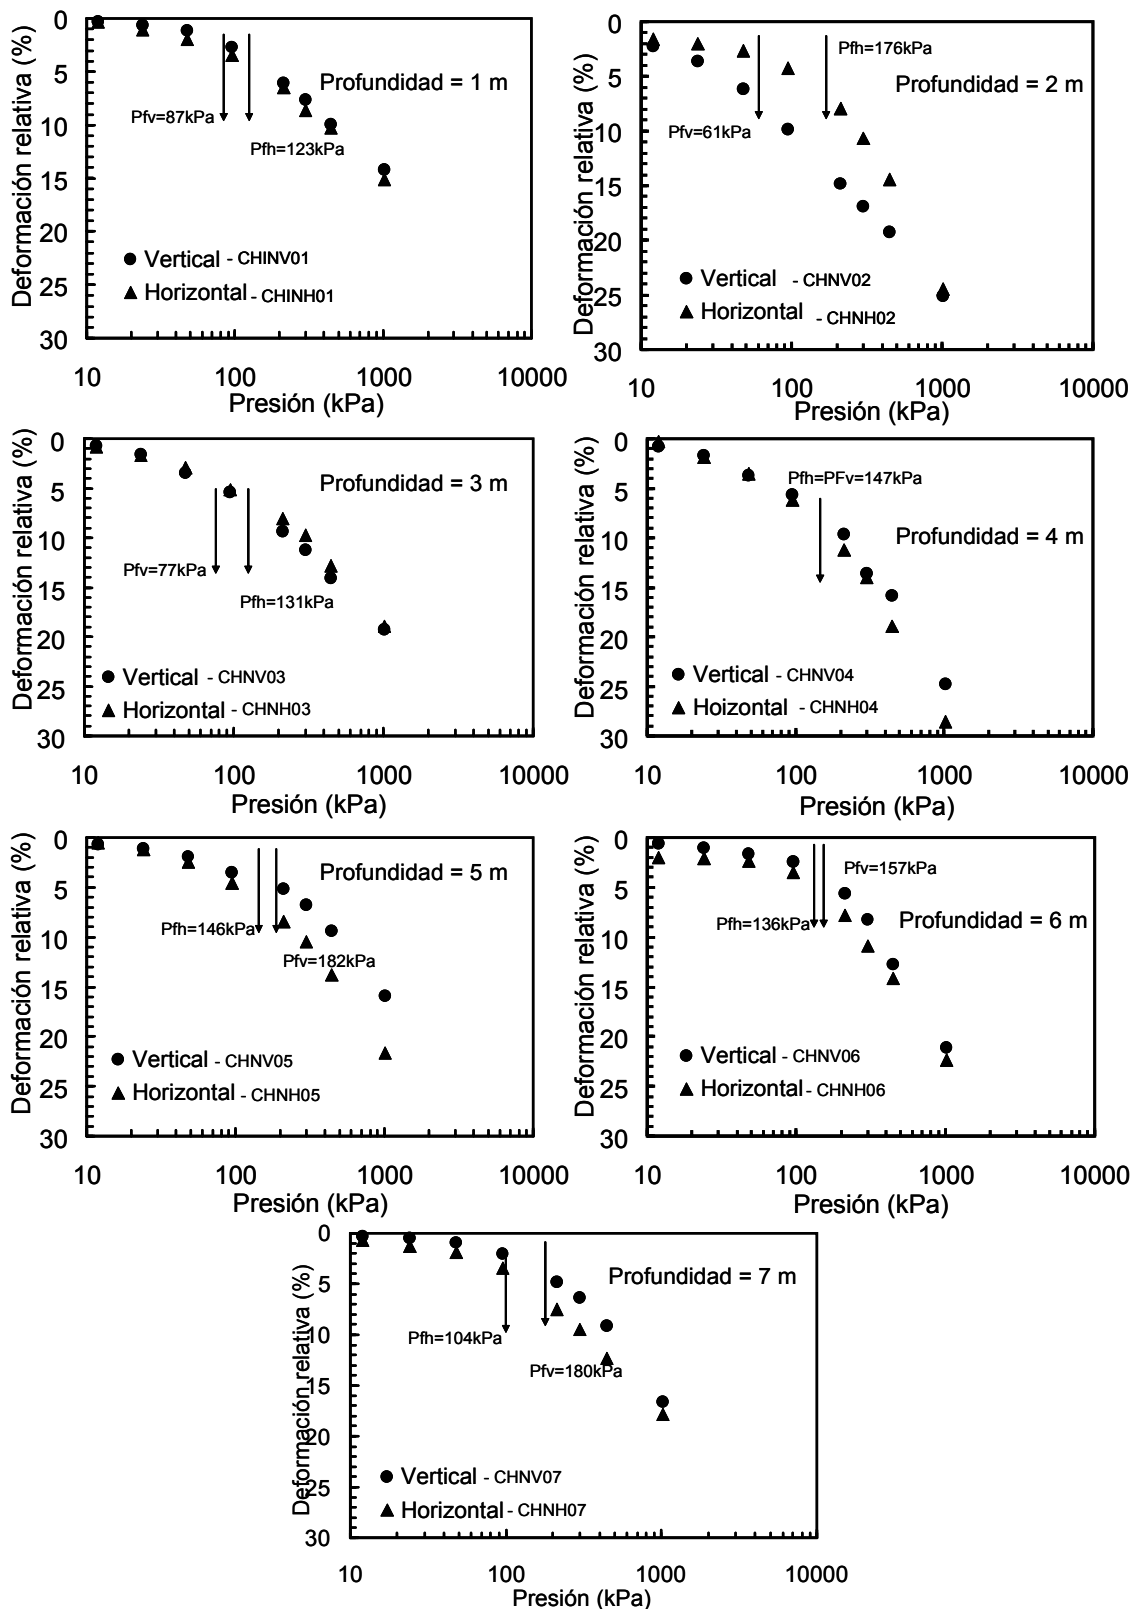 0
5
10
15
20
25
30
Deformación relativa (%)
Profundidad = 1 m
Pfv=87kPa
Pfh=123kPa
Vertical - CHINV01
Horizontal - CHINH01
10 100 1000 10000
Presión (kPa)
0
5
10
15
20
25
30
Deformación relativa (%)
Pfh=176kPa
Profundidad = 2 m
Pfv=61kPa
Vertical - CHNV02
Horizontal - CHNH02
10 100 1000 10000
Presión (kPa)
0
5
10
15
20
25
30
Deformación relativa (%)
Profundidad = 3 m
Pfv=77kPa
Pfh=131kPa
Vertical - CHNV03
Horizontal - CHNH03
10 100 1000 10000
Presión (kPa)
0
5
10
15
20
25
30
Deformación relativa (%)
Pfh=PFv=147kPa
Profundidad = 4 m
Vertical - CHNV04
Hoizontal - CHNH04
10 100 1000 10000
Presión (kPa)
0
5
10
15
20
25
30
Deformación relativa (%)
Profundidad = 5 m
Pfh=146kPa
Pfv=182kPa
Vertical - CHNV05
Horizontal - CHNH05
10 100 1000 10000
Presión (kPa)
0
5
10
15
20
25
30
Deformación relativa (%)
Pfv=157kPa
Pfh=136kPa
Profundidad = 6 m
Vertical - CHNV06
Horizontal - CHNH06
10 100 1000 10000
Presión (kPa)
0
5
10
15
20
25
30
Deformación relativa (%)
Profundidad = 7 m
Pfh=104kPa
Pfv=180kPa
Vertical - CHNV07
Horizontal - CHNH07
10 100 1000 10000
Presión (kPa)